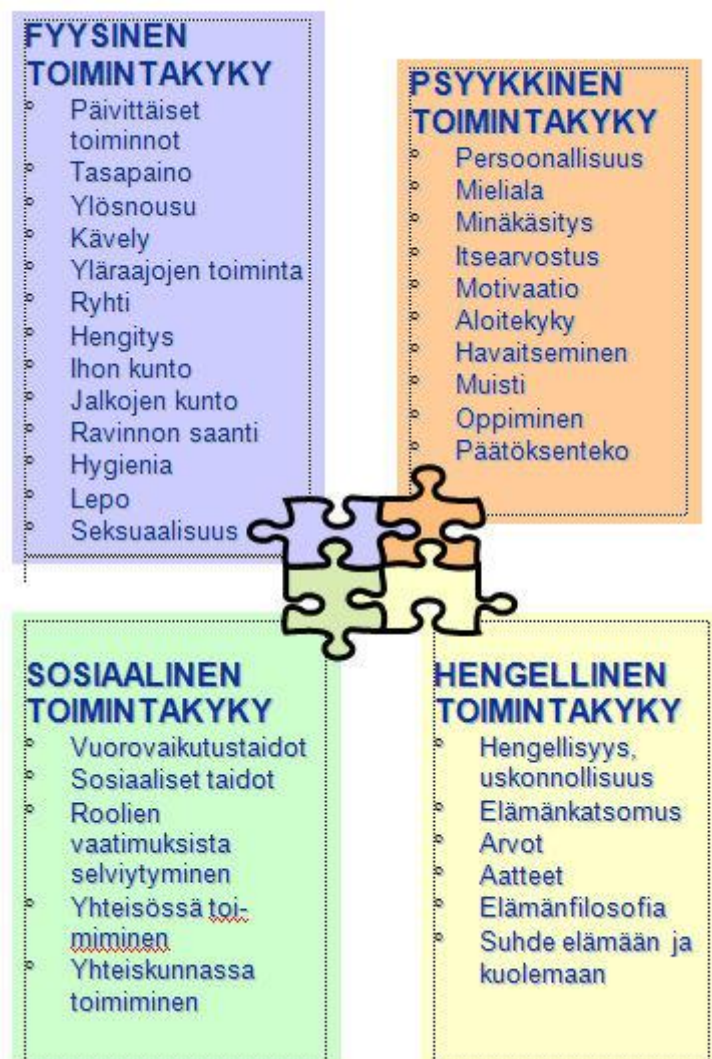 FYYSINEN
TOIMINTAKYKY
Päivittäiset
toiminnot
Tasapaino
Ylösnousu
Kävely
Yläraajojen toiminta
Ryhti
Hengitys
Ihon kunto
Jalkojen kunto
Ravinnon saanti
Hygienia
Lepo
Seksuaalisuus
PSYYKKINEN
TOIMINTAKYKY
Persoonallisuus
Mieliala
Minäkäsitys
Itsearvostus
Motivaatio
Aloitekyky
Havaitseminen
Muisti
Oppiminen
Päätöksenteko
SOSIAALINEN
TOIMINTAKYKY
Vuorovaikutustaidot
Sosiaaliset taidot
Roolien
vaatimuksista
selviytyminen
Yhteisössä toi-
miminen
Yhteiskunnassa
toimiminen
HENGELLINEN
TOIMINTAKYKY
Hengellisyys,
uskonnollisuus
Elämänkatsomus
Arvot
Aatteet
Elämänfilosofia
Suhde elämään ja
kuolemaan